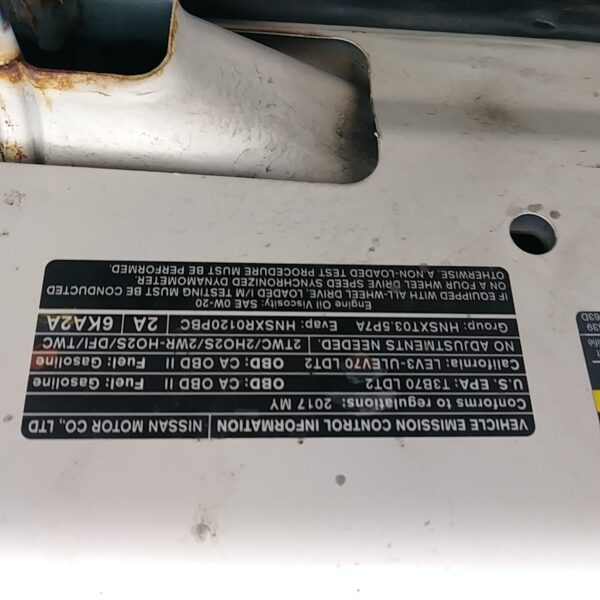 VEHICLE EMISSION CONTROL INFORMATION NISSAN MOTOR CO., LTD
Conforms to regulations: 2017 MY
U.S. EPA: T3B70 LDT2 OBD: CA OBD II Fuel: Gasoline
California: LEV3-ULEV70 LDT2 OBD: CA OBD II Fuel: Gasoline
NO ADJUSTMENTS NEEDED. 2TWC/2HO2S/2WR-HO2S/DFI/TWC
Group: HNSXT03.5P7A Evap: HNSXR0120PBC 2A 6KA2A
Engine Oil Viscosity: SAE 0W-20
IF EQUIPPED WITH ALL-WHEEL DRIVE, LOADED I/M TESTING MUST BE CONDUCTED
ON A FOUR WHEEL DRIVE SPEED SYNCHRONIZED DYNAMOMETER.
OTHERWISE, A NON-LOADED TEST PROCEDURE MUST BE PERFORMED.